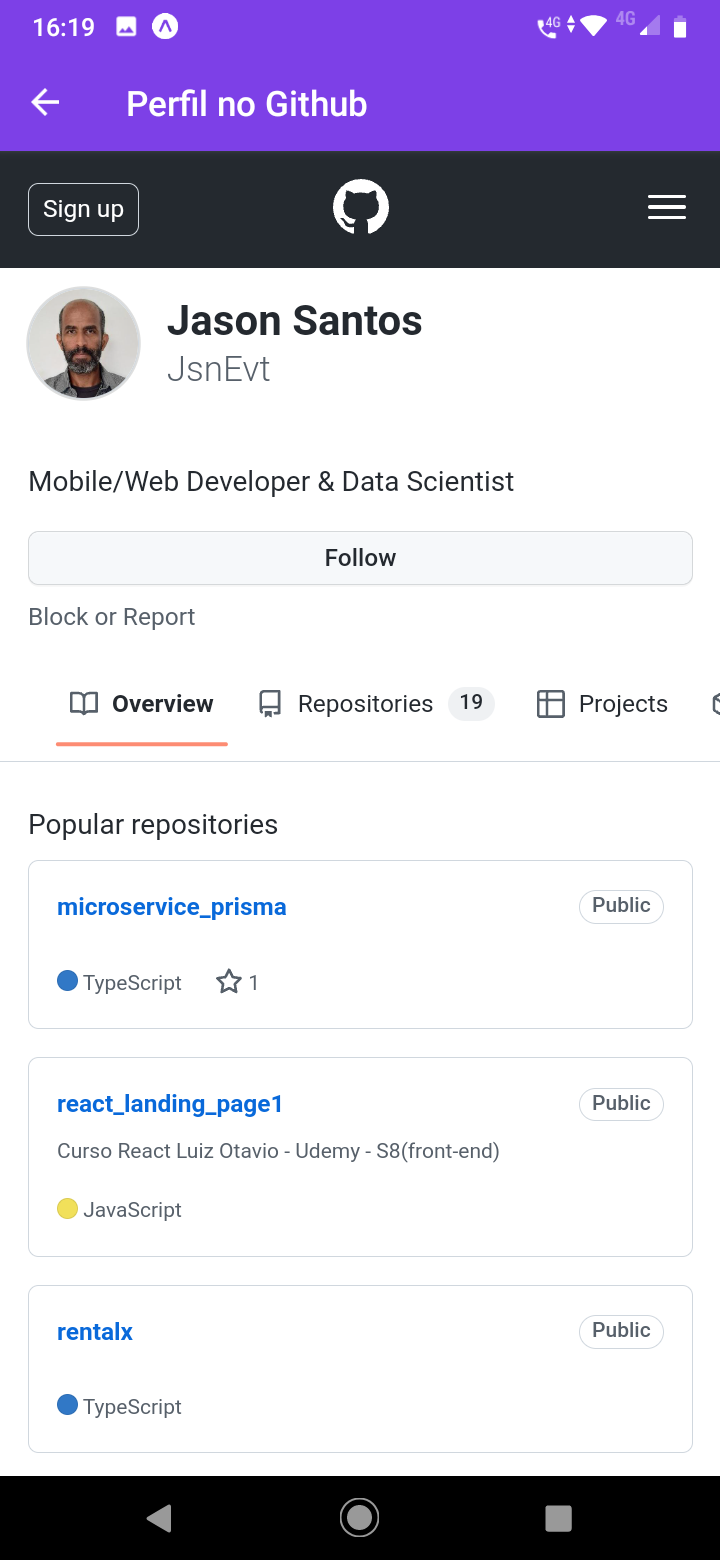 16:19
4G
4G
Perfil no Github
Sign up
Jason Santos
JsnEvt
Mobile/Web Developer & Data Scientist
Follow
Block or Report
Overview Repositories 19 Projects
Popular repositories
microservice_prisma Public
TypeScript 1
react_landing_page1 Public
Curso React Luiz Otavio - Udemy - S8(front-end)
JavaScript
rentalx Public
TypeScript